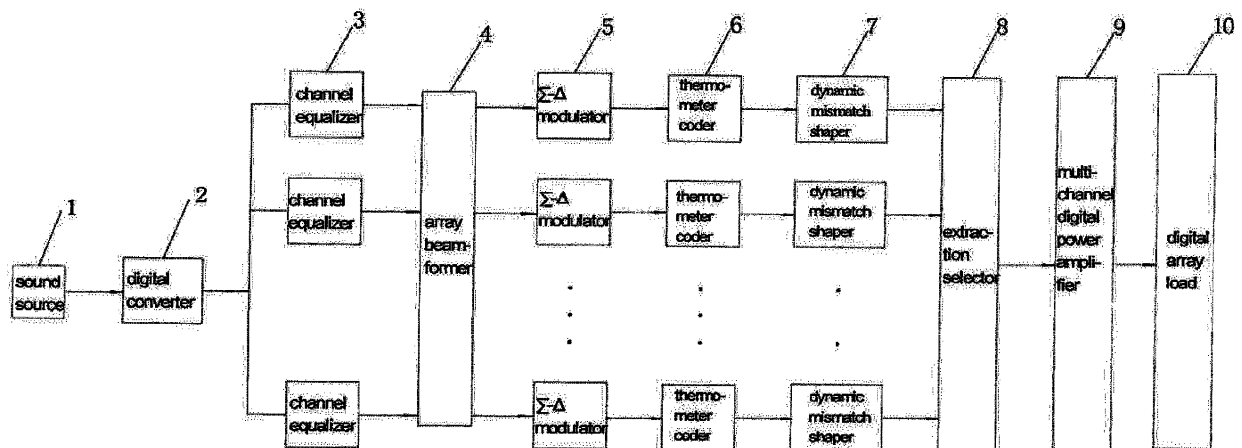 3
4
5
6
7
8
9
10
channel
equalizer
Σ-Δ
modulator
thermo-
meter
coder
dynamic
mismatch
shaper
channel
equalizer
Σ-Δ
modulator
thermo-
meter
coder
dynamic
mismatch
shaper
1
2
sound
source
digital
converter
array
beam-
former
extrac-
tion
selector
multi-
channel
digital
power
ampli-
fier
digital
array
load
channel
equalizer
Σ-Δ
modulator
thermo-
meter
coder
dynamic
mismatch
shaper